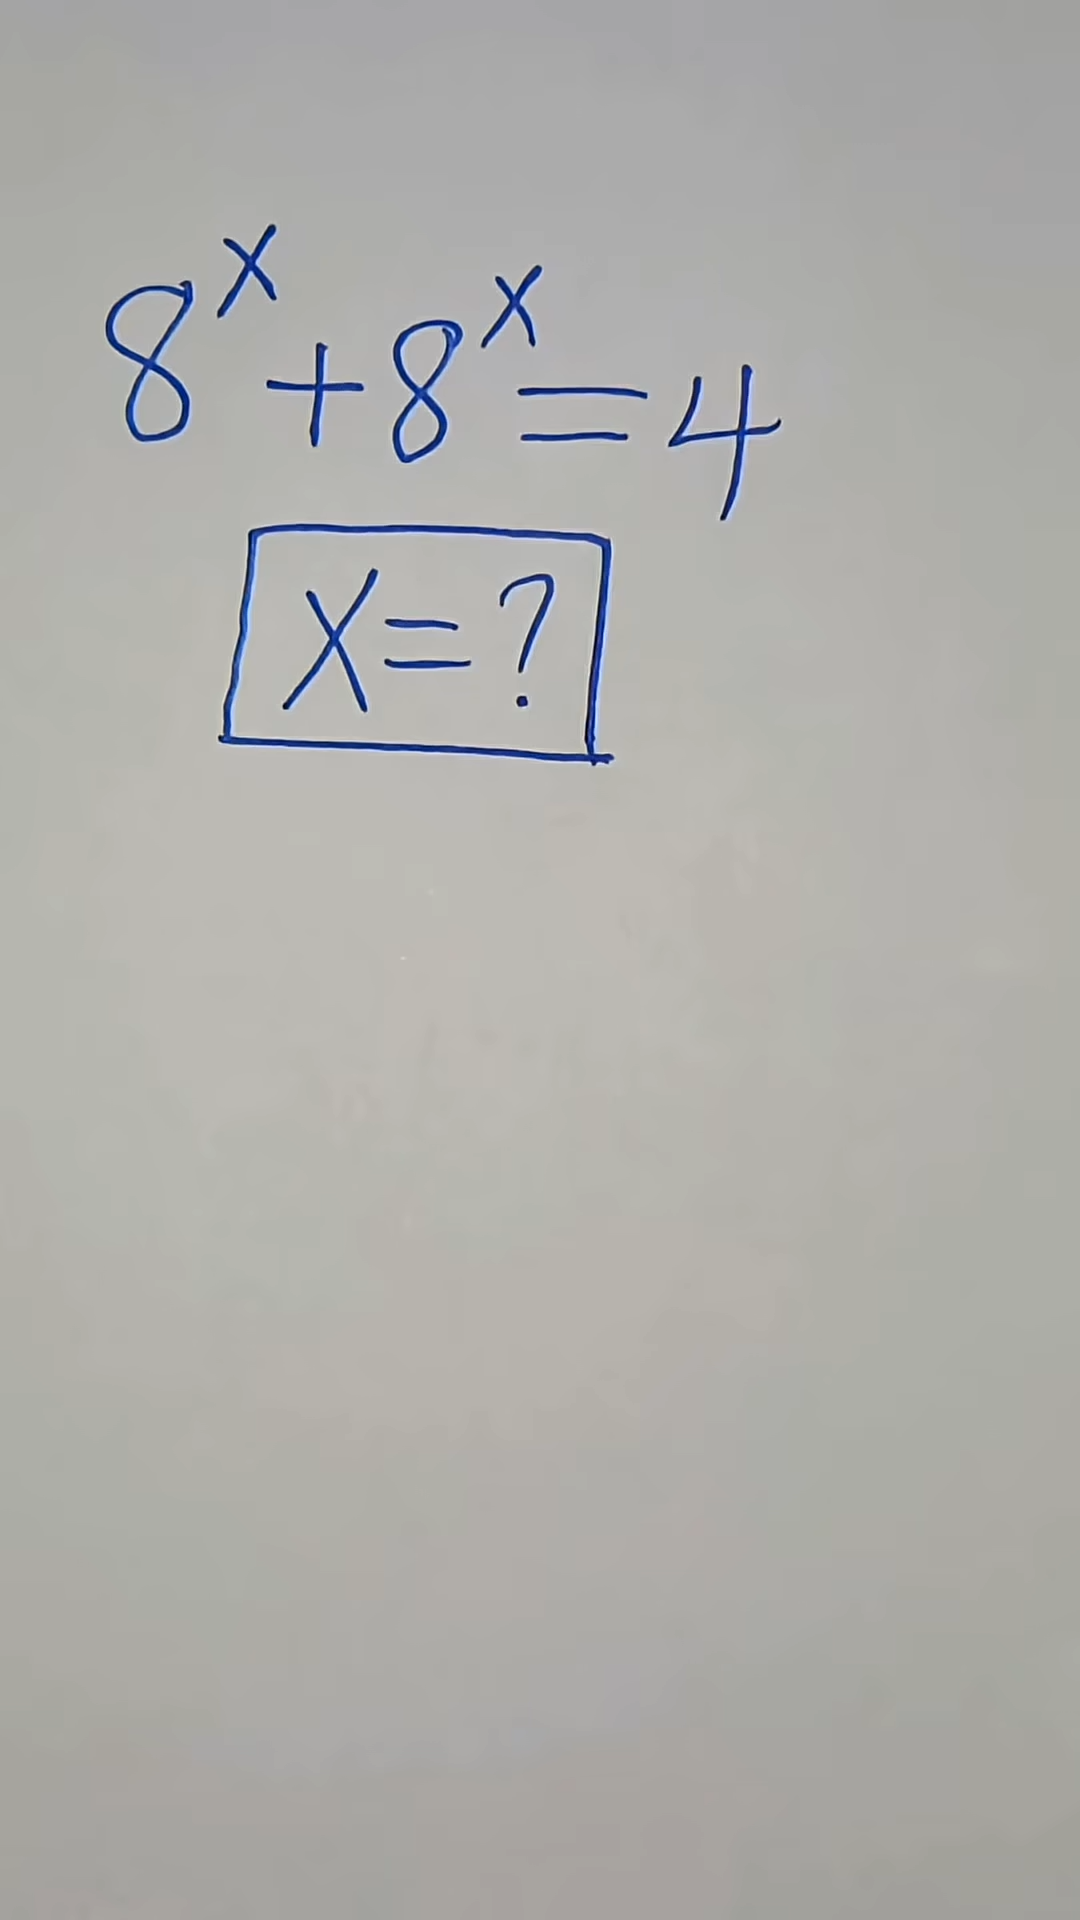 8^x + 8^x = 4
X = ?